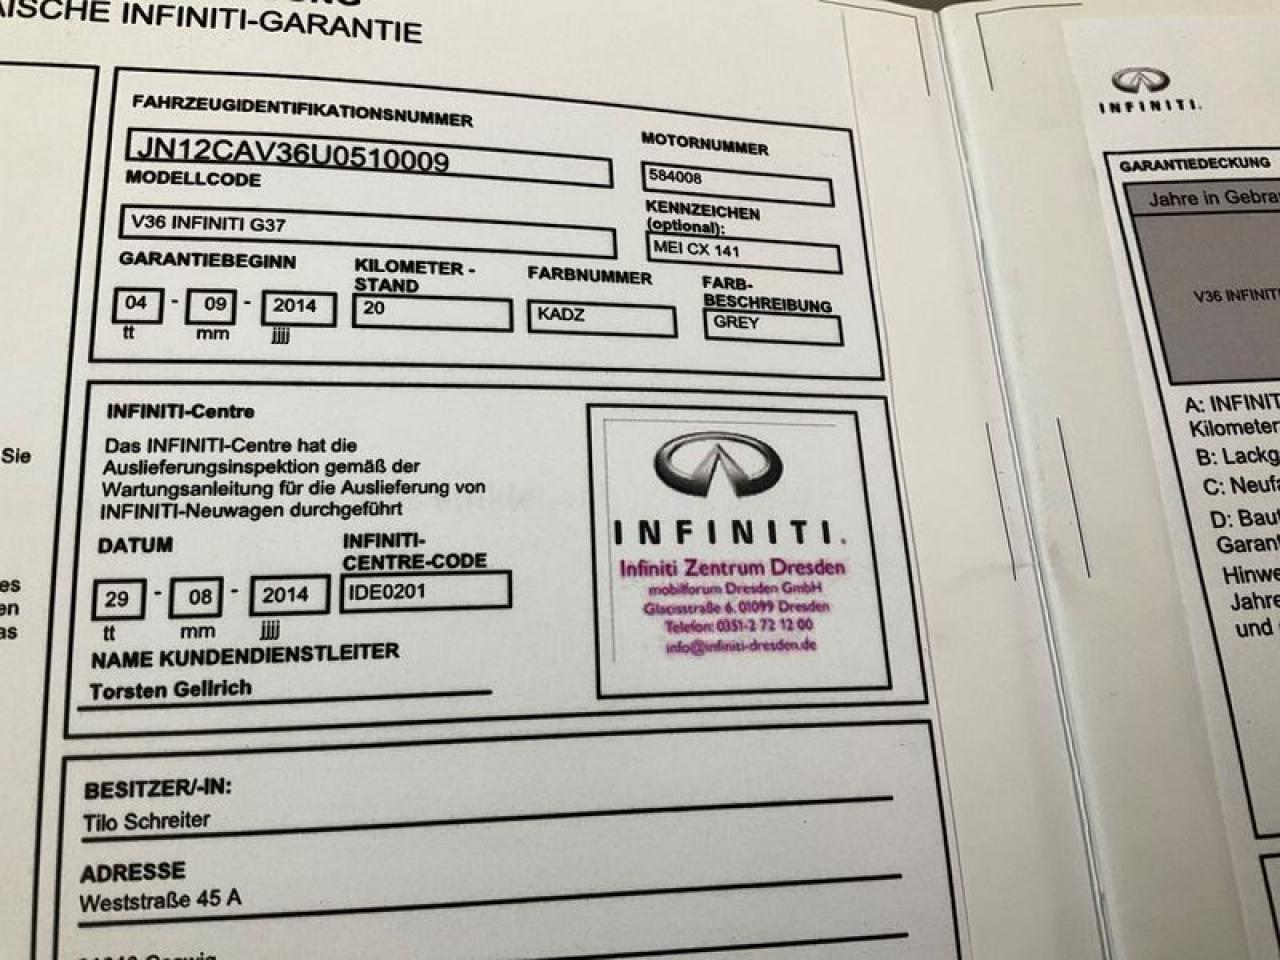 ISCHE INFINITI-GARANTIE
FAHRZEUGIDENTIFIKATIONSNUMMER
JN12CAV36U0510009
MOTORNUMMER
584008
MODELLCODE
V36 INFINITI G37
KENNZEICHEN
(optional):
MEI CX 141
GARANTIEBEGINN
04 - 09 - 2014
tt mm jjjj
KILOMETER -
STAND
20
FARBNUMMER
KADZ
FARB-
BESCHREIBUNG
GREY
INFINITI-Centre
Das INFINITI-Centre hat die
Auslieferungsinspektion gemäß der
Wartungsanleitung für die Auslieferung von
INFINITI-Neuwagen durchgeführt
DATUM
29 - 08 - 2014
tt mm jjjj
INFINITI-
CENTRE-CODE
IDE0201
NAME KUNDENDIENSTLEITER
Torsten Gellrich
INFINITI.
Infiniti Zentrum Dresden
mobilforum Dresden GmbH
Glacisstraße 6, 01099 Dresden
Telefon: 0351-2 72 12 00
info@infiniti-dresden.de
BESITZER/-IN:
Tilo Schreiter
ADRESSE
Weststraße 45 A
Sie
es
en
as
INFINITI.
GARANTIEDECKUNG
Jahre in Gebra
V36 INFINITI
A: INFINIT
Kilometer
B: Lackg
C: Neufa
D: Baut
Garant
Hinwe
Jahre
und